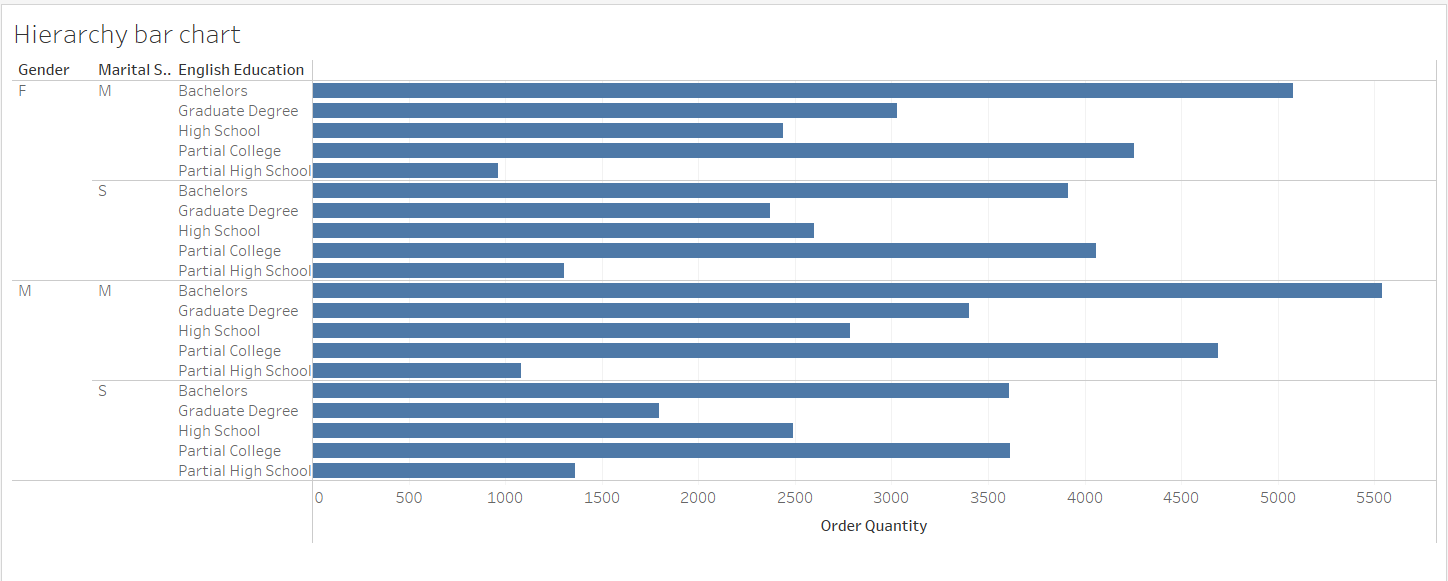 Hierarchy bar chart
Gender Marital S.. English Education
F M Bachelors
Graduate Degree
High School
Partial College
Partial High School
S Bachelors
Graduate Degree
High School
Partial College
Partial High School
M M Bachelors
Graduate Degree
High School
Partial College
Partial High School
S Bachelors
Graduate Degree
High School
Partial College
Partial High School
0 500 1000 1500 2000 2500 3000 3500 4000 4500 5000 5500
Order Quantity